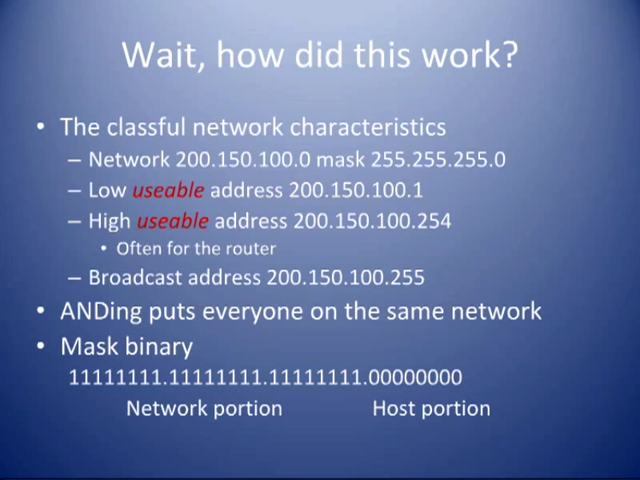 Wait, how did this work?
• The classful network characteristics
– Network 200.150.100.0 mask 255.255.255.0
– Low useable address 200.150.100.1
– High useable address 200.150.100.254
• Often for the router
– Broadcast address 200.150.100.255
• ANDing puts everyone on the same network
• Mask binary
11111111.11111111.11111111.00000000
Network portion Host portion